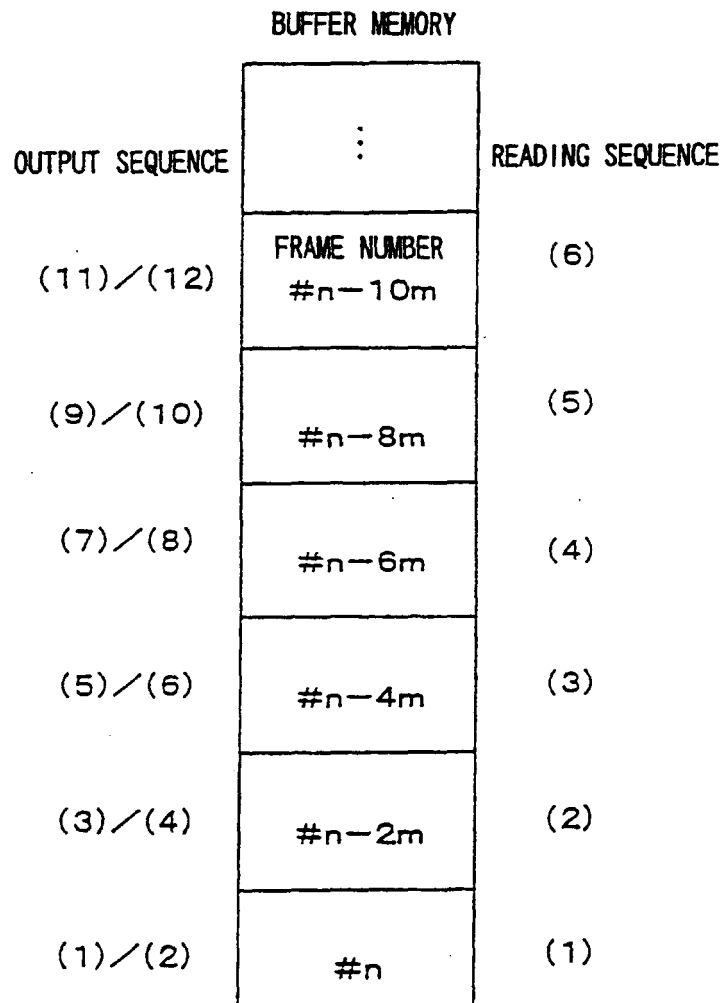 BUFFER MEMORY
⋮
OUTPUT SEQUENCE
READING SEQUENCE
FRAME NUMBER
(11)/(12) #n-10m (6)
(9)/(10) #n-8m (5)
(7)/(8) #n-6m (4)
(5)/(6) #n-4m (3)
(3)/(4) #n-2m (2)
(1)/(2) #n (1)